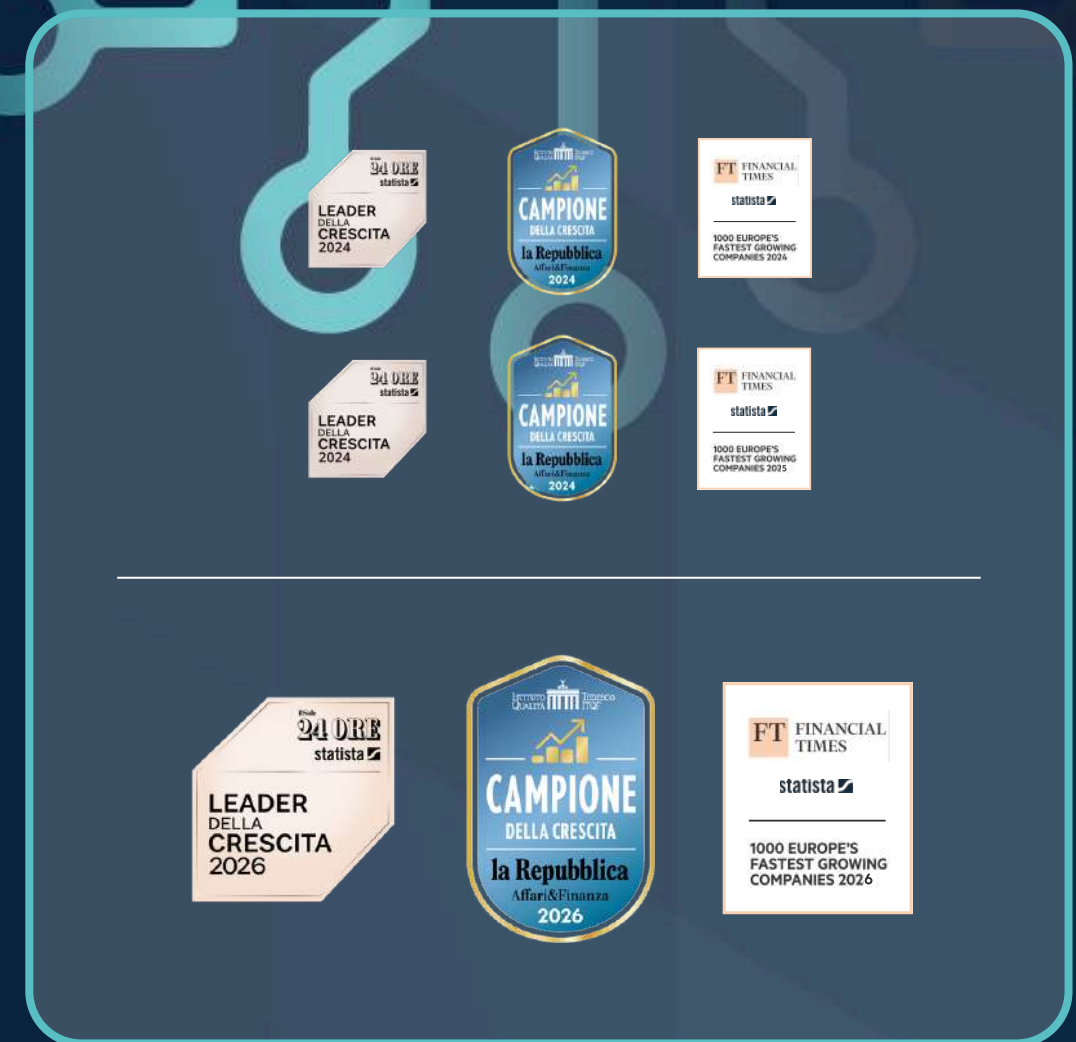 24 ORE
statista
LEADER
DELLA
CRESCITA
2024
CAMPIONE
DELLA CRESCITA
la Repubblica
Affari&Finanza
2024
FT FINANCIAL
TIMES
statista
1000 EUROPE'S
FASTEST GROWING
COMPANIES 2024
24 ORE
statista
LEADER
DELLA
CRESCITA
2024
CAMPIONE
DELLA CRESCITA
la Repubblica
Affari&Finanza
2024
FT FINANCIAL
TIMES
statista
1000 EUROPE'S
FASTEST GROWING
COMPANIES 2025
Il Sole
24 ORE
statista
LEADER
DELLA
CRESCITA
2026
ISTITUTO TEDESCO
QUALITÀ ITQF
CAMPIONE
DELLA CRESCITA
la Repubblica
Affari&Finanza
2026
FT FINANCIAL
TIMES
statista
1000 EUROPE'S
FASTEST GROWING
COMPANIES 2026